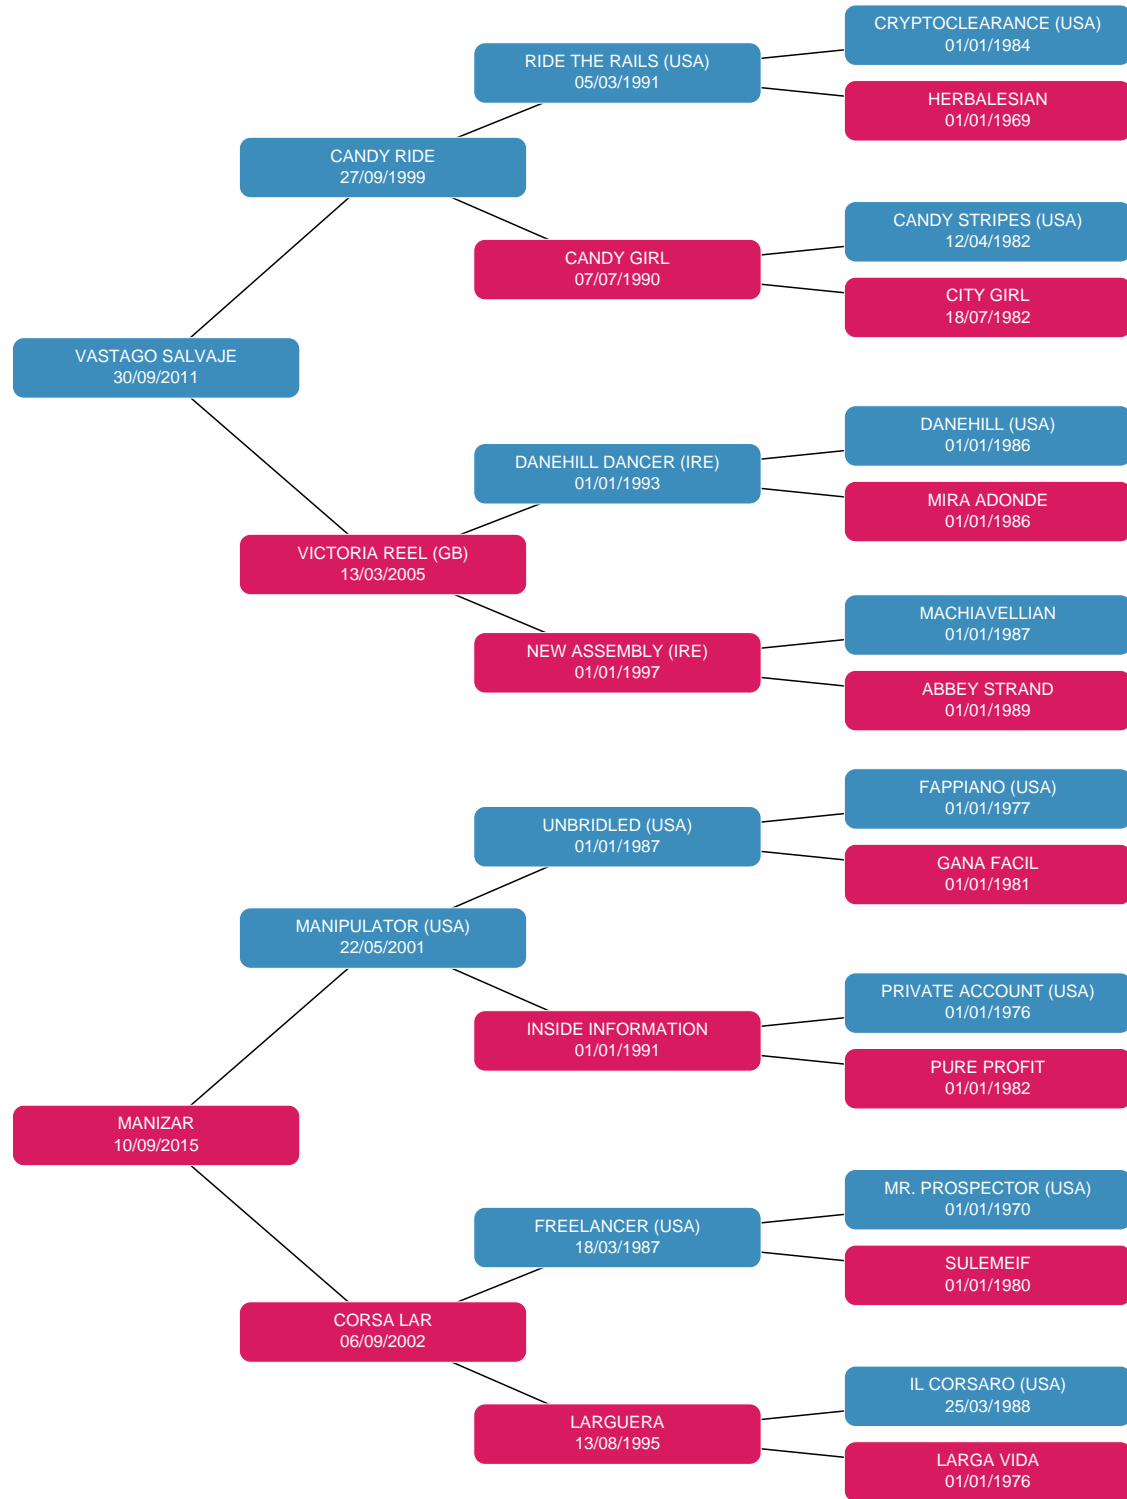 CRYPTOCLEARANCE (USA)
01/01/1984
RIDE THE RAILS (USA)
05/03/1991
HERBALESIAN
01/01/1969
CANDY RIDE
27/09/1999
CANDY STRIPES (USA)
12/04/1982
CANDY GIRL
07/07/1990
CITY GIRL
18/07/1982
VASTAGO SALVAJE
30/09/2011
DANEHILL (USA)
01/01/1986
DANEHILL DANCER (IRE)
01/01/1993
MIRA ADONDE
01/01/1986
VICTORIA REEL (GB)
13/03/2005
MACHIAVELLIAN
01/01/1987
NEW ASSEMBLY (IRE)
01/01/1997
ABBEY STRAND
01/01/1989
FAPPIANO (USA)
01/01/1977
UNBRIDLED (USA)
01/01/1987
GANA FACIL
01/01/1981
MANIPULATOR (USA)
22/05/2001
PRIVATE ACCOUNT (USA)
01/01/1976
INSIDE INFORMATION
01/01/1991
PURE PROFIT
01/01/1982
MANIZAR
10/09/2015
MR. PROSPECTOR (USA)
01/01/1970
FREELANCER (USA)
18/03/1987
SULEMEIF
01/01/1980
CORSA LAR
06/09/2002
IL CORSARO (USA)
25/03/1988
LARGUERA
13/08/1995
LARGA VIDA
01/01/1976